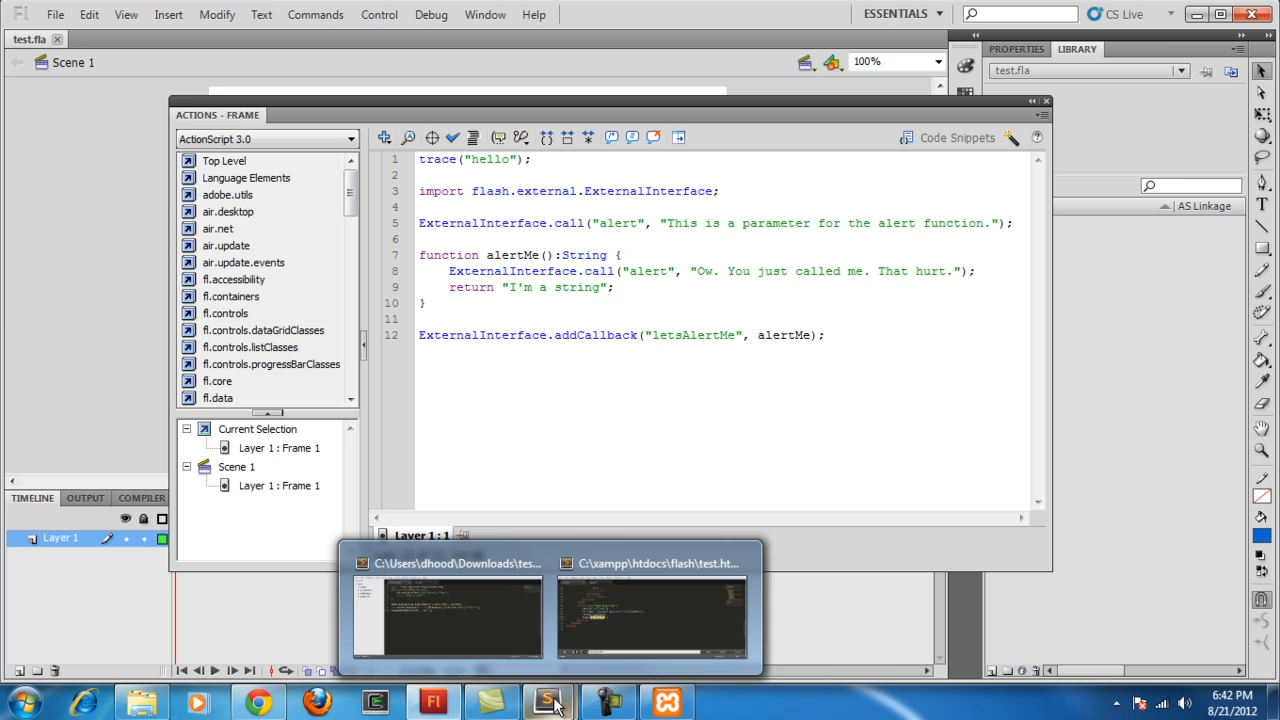 Fl File Edit View Insert Modify Text Commands Control Debug Window Help ESSENTIALS CS Live
test.fla
PROPERTIES LIBRARY
Scene 1 100%
test.fla
ACTIONS - FRAME
ActionScript 3.0
Code Snippets
Top Level
Language Elements
adobe.utils
air.desktop
air.net
air.update
air.update.events
fl.accessibility
fl.containers
fl.controls
fl.controls.dataGridClasses
fl.controls.listClasses
fl.controls.progressBarClasses
fl.core
fl.data
1 trace("hello");
2
3 import flash.external.ExternalInterface;
4
5 ExternalInterface.call("alert", "This is a parameter for the alert function.");
6
7 function alertMe():String {
8 ExternalInterface.call("alert", "Ow. You just called me. That hurt.");
9 return "I'm a string";
10 }
11
12 ExternalInterface.addCallback("letsAlertMe", alertMe);
AS Linkage
Current Selection
Layer 1 : Frame 1
Scene 1
Layer 1 : Frame 1
Layer 1 : 1
TIMELINE OUTPUT COMPILER
Layer 1
C:\Users\dhood\Downloads\tes...
C:\xampp\htdocs\flash\test.ht...
Fl
6:42 PM
8/21/2012